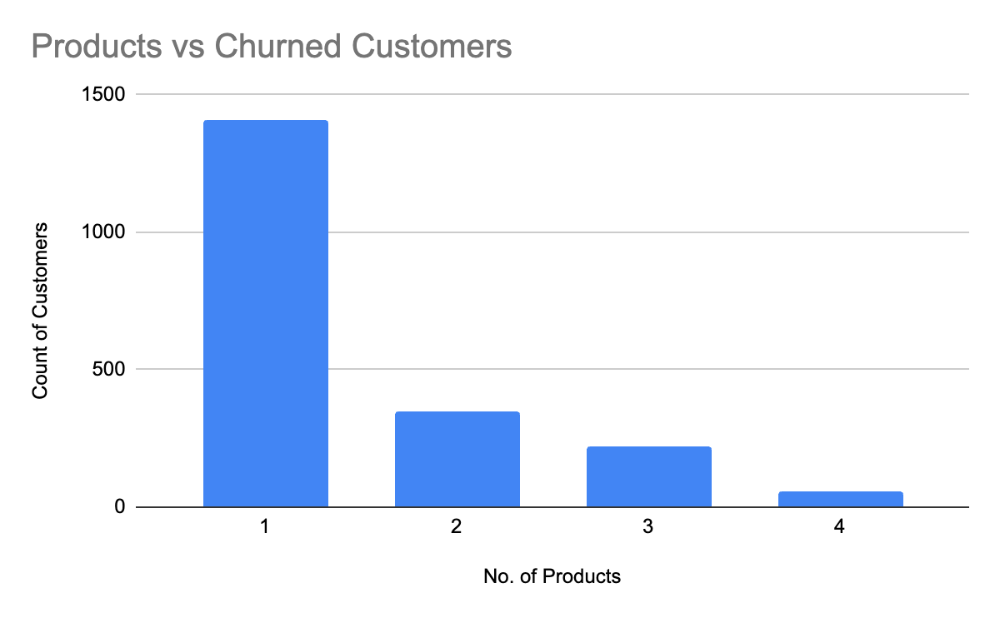 Products vs Churned Customers
Count of Customers
1500
1000
500
0
1 2 3 4
No. of Products